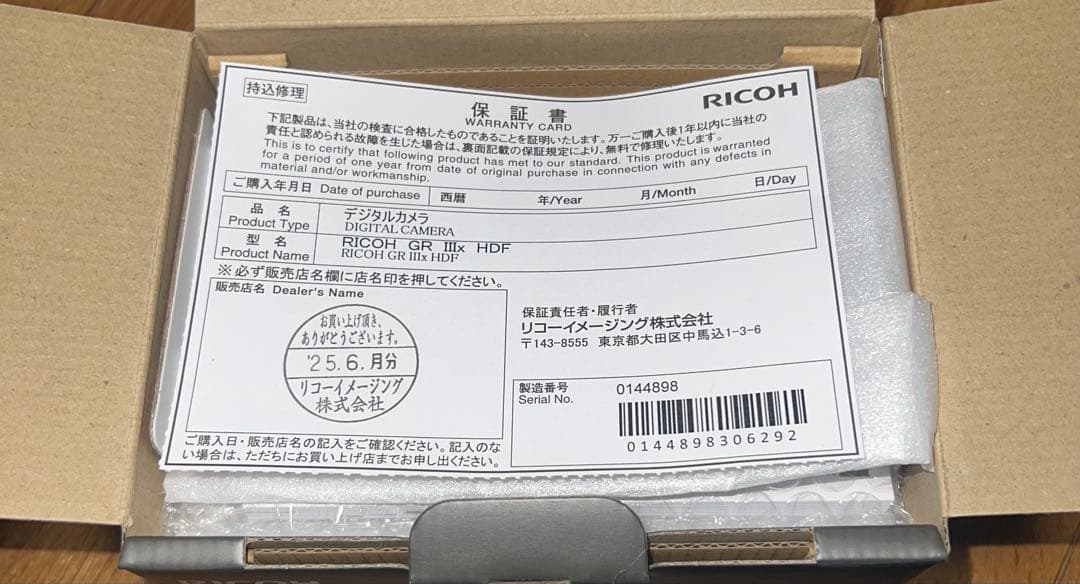 持込修理
保証書
WARRANTY CARD
RICOH
下記製品は、当社の検査に合格したものであることを証明いたします。万一ご購入後1年以内に当社の
責任と認められる故障を生じた場合は、裏面記載の保証規定により、無料で修理いたします。
This is to certify that following product has met to our standard. This product is warranted
for a period of one year from date of original purchase in connection with any defects in
material and/or workmanship.
ご購入年月日 Date of purchase 西暦 年/Year 月/Month 日/Day
品名 デジタルカメラ
Product Type DIGITAL CAMERA
型名 RICOH GR IIIx HDF
Product Name RICOH GR IIIx HDF
※必ず販売店名欄に店名印を押してください。
販売店名 Dealer's Name
お買い上げ頂き、
ありがとうございます。
'25.6.月分
リコーイメージング
株式会社
ご購入日・販売店名の記入をご確認ください。記入のな
い場合は、ただちにお買い上げ店までお申し出ください。
保証責任者・履行者
リコーイメージング株式会社
〒143-8555 東京都大田区中馬込1-3-6
製造番号 0144898
Serial No.
0144898306292
RICOH